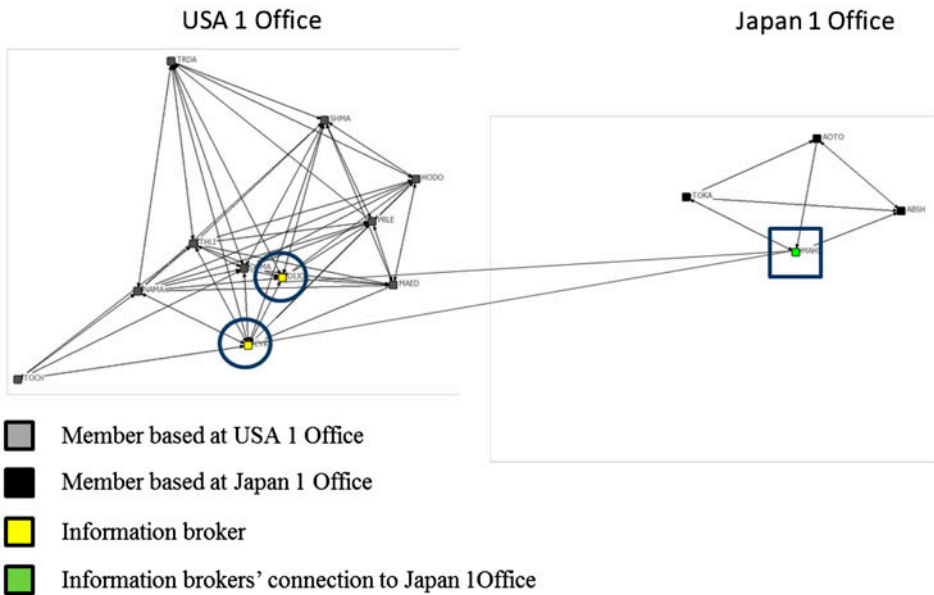 USA 1 Office
Japan 1 Office
TRDA
SHMA
AOTO
HODO
TOKA
ABSH
PRLE
THLI
MAHI
MAED
NAMA
TOCH
Member based at USA 1 Office
Member based at Japan 1 Office
Information broker
Information brokers' connection to Japan 1Office